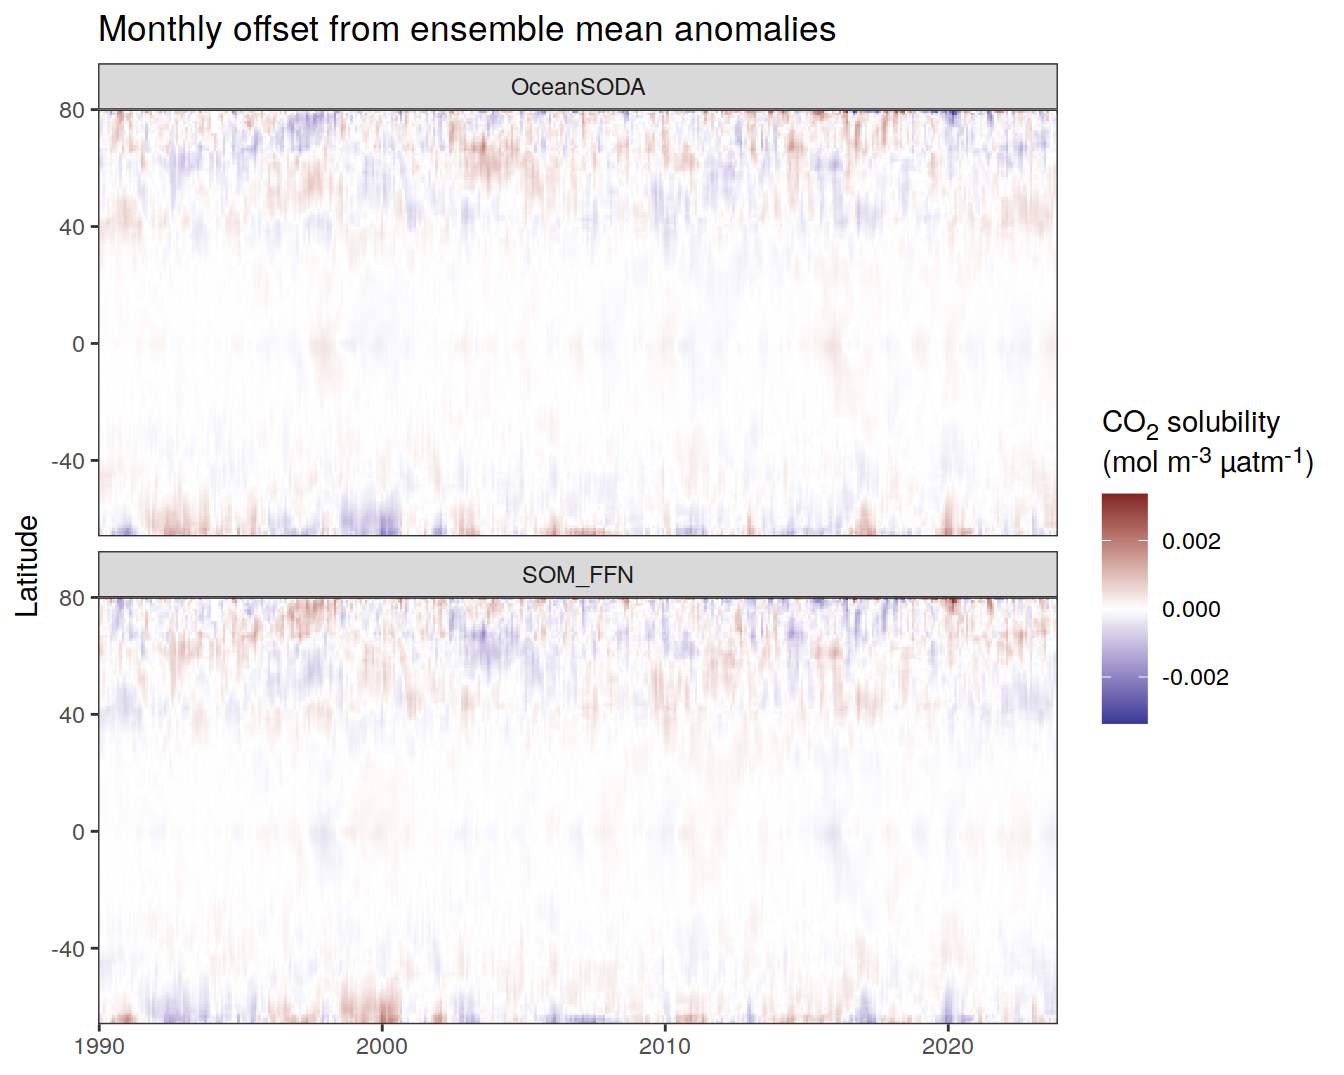 Monthly offset from ensemble mean anomalies
OceanSODA
80
40
0
-40
SOM_FFN
80
40
0
-40
1990 2000 2010 2020
Latitude
CO₂ solubility
(mol m⁻³ µatm⁻¹)
0.002
0.000
-0.002